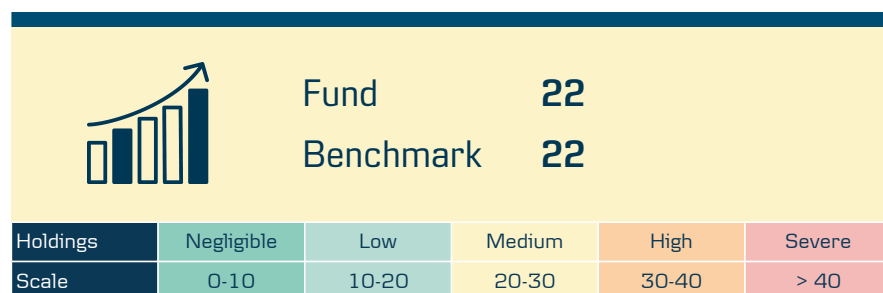 Fund 22
Benchmark 22
Holdings Negligible Low Medium High Severe
Scale 0-10 10-20 20-30 30-40 > 40